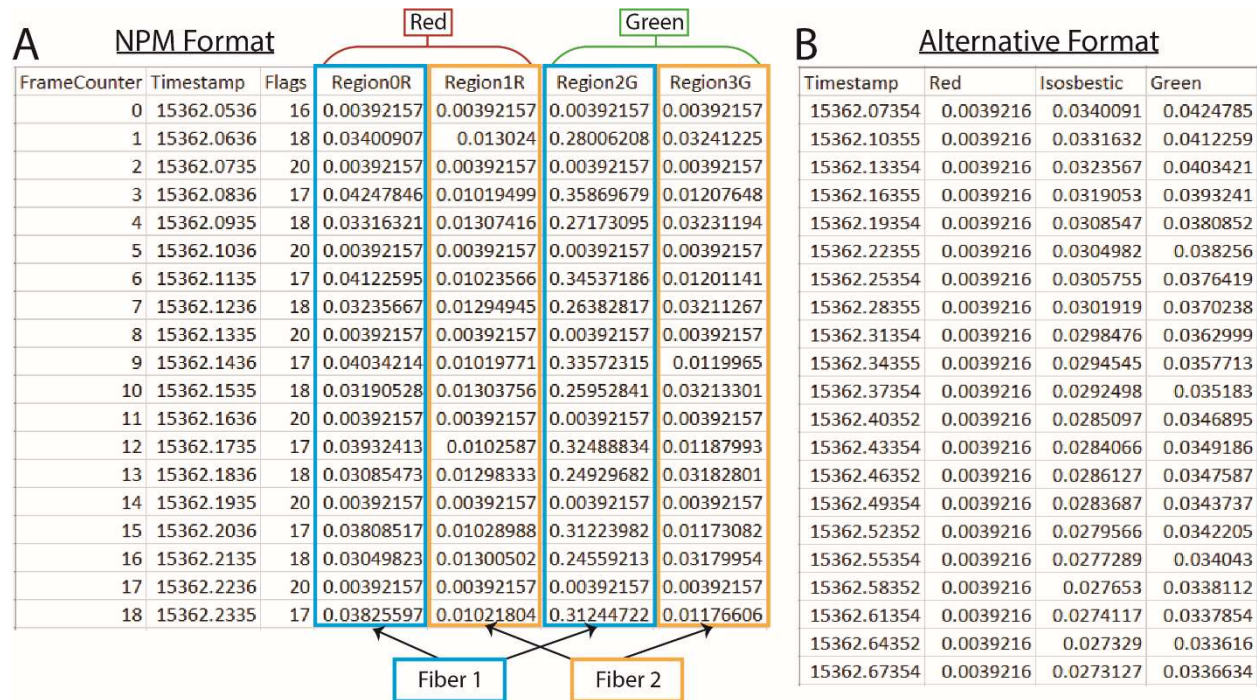 A
NPM Format
Red
Green
FrameCounter Timestamp Flags Region0R Region1R Region2G Region3G
0 15362.0536 16 0.00392157 0.00392157 0.00392157 0.00392157
1 15362.0636 18 0.03400907 0.013024 0.28006208 0.03241225
2 15362.0735 20 0.00392157 0.00392157 0.00392157 0.00392157
3 15362.0836 17 0.04247846 0.01019499 0.35869679 0.01207648
4 15362.0935 18 0.03316321 0.01307416 0.27173095 0.03231194
5 15362.1036 20 0.00392157 0.00392157 0.00392157 0.00392157
6 15362.1135 17 0.04122595 0.01023566 0.34537186 0.01201141
7 15362.1236 18 0.03235667 0.01294945 0.26382817 0.03211267
8 15362.1335 20 0.00392157 0.00392157 0.00392157 0.00392157
9 15362.1436 17 0.04034214 0.01019771 0.33572315 0.0119965
10 15362.1535 18 0.03190528 0.01303756 0.25952841 0.03213301
11 15362.1636 20 0.00392157 0.00392157 0.00392157 0.00392157
12 15362.1735 17 0.03932413 0.0102587 0.32488834 0.01187993
13 15362.1836 18 0.03085473 0.01298333 0.24929682 0.03182801
14 15362.1935 20 0.00392157 0.00392157 0.00392157 0.00392157
15 15362.2036 17 0.03808517 0.01028988 0.31223982 0.01173082
16 15362.2135 18 0.03049823 0.01300502 0.24559213 0.03179954
17 15362.2236 20 0.00392157 0.00392157 0.00392157 0.00392157
18 15362.2335 17 0.03825597 0.01021804 0.31244722 0.01176606
Fiber 1
Fiber 2
B
Alternative Format
Timestamp Red Isosbestic Green
15362.07354 0.0039216 0.0340091 0.0424785
15362.10355 0.0039216 0.0331632 0.0412259
15362.13354 0.0039216 0.0323567 0.0403421
15362.16355 0.0039216 0.0319053 0.0393241
15362.19354 0.0039216 0.0308547 0.0380852
15362.22355 0.0039216 0.0304982 0.038256
15362.25354 0.0039216 0.0305755 0.0376419
15362.28355 0.0039216 0.0301919 0.0370238
15362.31354 0.0039216 0.0298476 0.0362999
15362.34355 0.0039216 0.0294545 0.0357713
15362.37354 0.0039216 0.0292498 0.035183
15362.40352 0.0039216 0.0285097 0.0346895
15362.43354 0.0039216 0.0284066 0.0349186
15362.46352 0.0039216 0.0286127 0.0347587
15362.49354 0.0039216 0.0283687 0.0343737
15362.52352 0.0039216 0.0279566 0.0342205
15362.55354 0.0039216 0.0277289 0.034043
15362.58352 0.0039216 0.027653 0.0338112
15362.61354 0.0039216 0.0274117 0.0337854
15362.64352 0.0039216 0.027329 0.033616
15362.67354 0.0039216 0.0273127 0.0336634